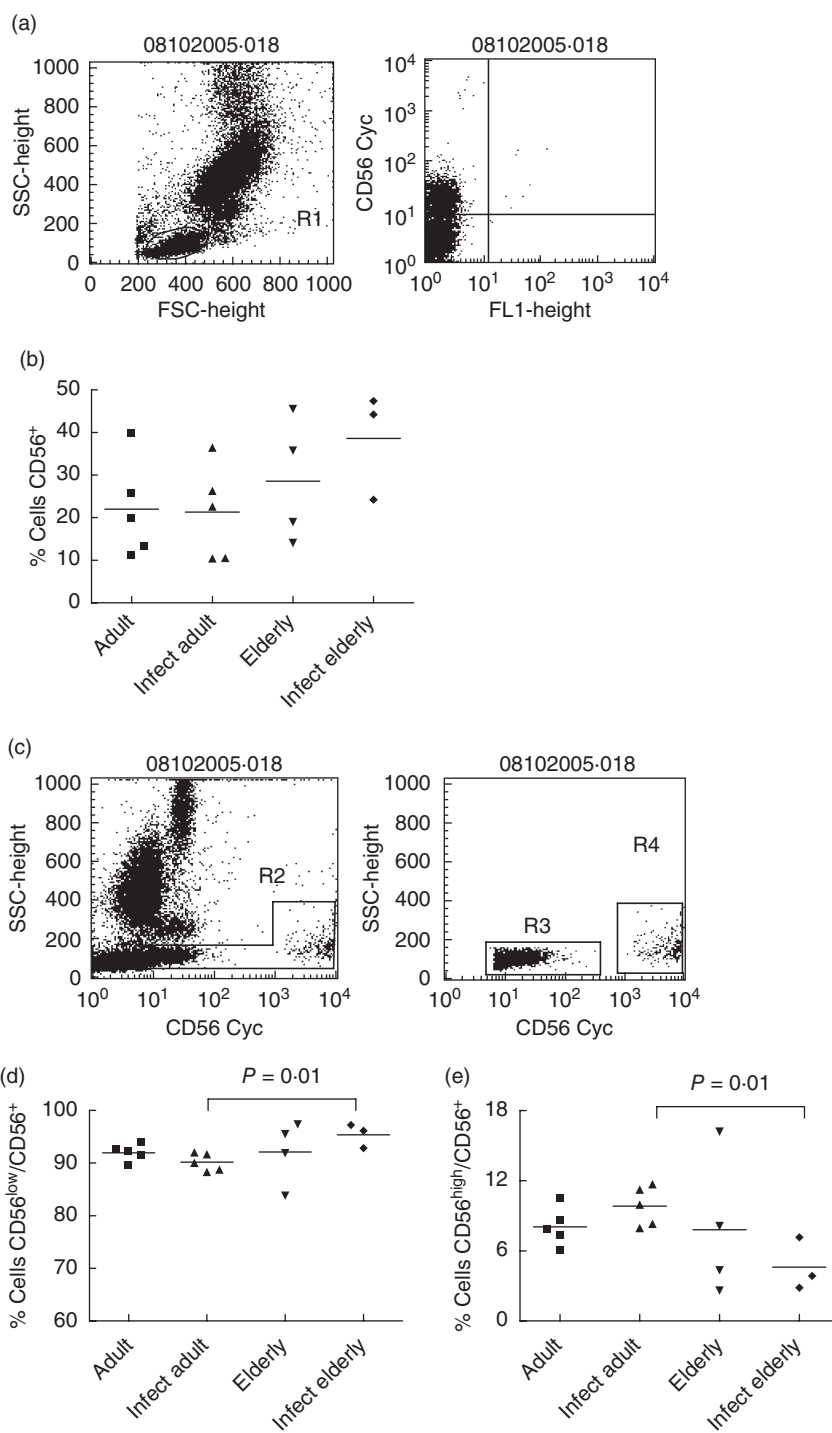 (a)
08102005·018
1000
800
600
400
200
0
SSC-height
R1
0 200 400 600 800 1000
FSC-height
08102005·018
10⁴
10³
10²
10¹
10⁰
CD56 Cyc
10⁰ 10¹ 10² 10³ 10⁴
FL1-height
(b)
50
40
30
20
10
0
% Cells CD56⁺
Adult
Infect adult
Elderly
Infect elderly
(c)
08102005·018
1000
800
600
400
200
0
SSC-height
R2
10⁰ 10¹ 10² 10³ 10⁴
CD56 Cyc
08102005·018
1000
800
600
400
200
0
SSC-height
R4
R3
10⁰ 10¹ 10² 10³ 10⁴
CD56 Cyc
(d)
P = 0·01
100
90
80
70
60
% Cells CD56ˡᵒʷ/CD56⁺
Adult
Infect adult
Elderly
Infect elderly
(e)
P = 0·01
18
12
6
0
% Cells CD56ʰⁱᵍʰ/CD56⁺
Adult
Infect adult
Elderly
Infect elderly